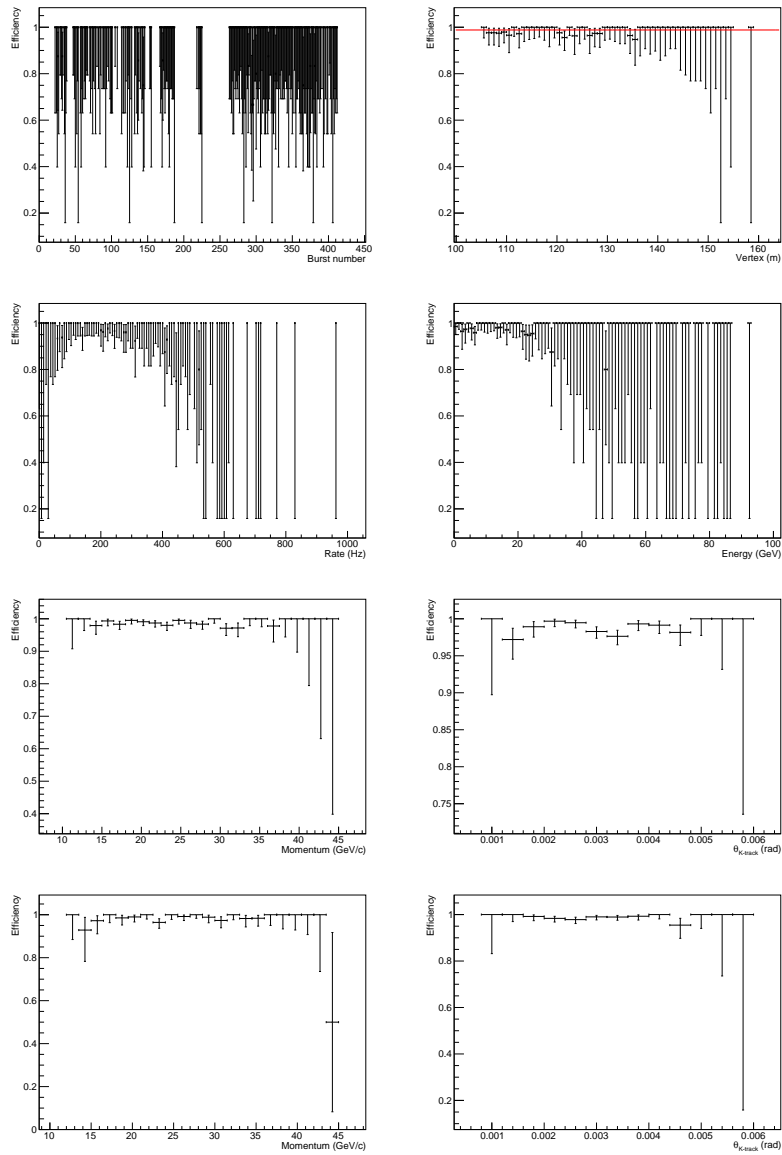 Efficiency
1
0.8
0.6
0.4
0.2
0 50 100 150 200 250 300 350 400 450
Burst number
Efficiency
1
0.8
0.6
0.4
0.2
100 110 120 130 140 150 160
Vertex (m)
Efficiency
1
0.8
0.6
0.4
0.2
0 200 400 600 800 1000
Rate (Hz)
Efficiency
1
0.8
0.6
0.4
0.2
0 20 40 60 80 100
Energy (GeV)
Efficiency
1
0.9
0.8
0.7
0.6
0.5
0.4
10 15 20 25 30 35 40 45
Momentum (GeV/c)
Efficiency
1
0.95
0.9
0.85
0.8
0.75
0.001 0.002 0.003 0.004 0.005 0.006
θK-track (rad)
Efficiency
1
0.8
0.6
0.4
0.2
0
10 15 20 25 30 35 40 45
Momentum (GeV/c)
Efficiency
1
0.8
0.6
0.4
0.2
0.001 0.002 0.003 0.004 0.005 0.006
θK-track (rad)